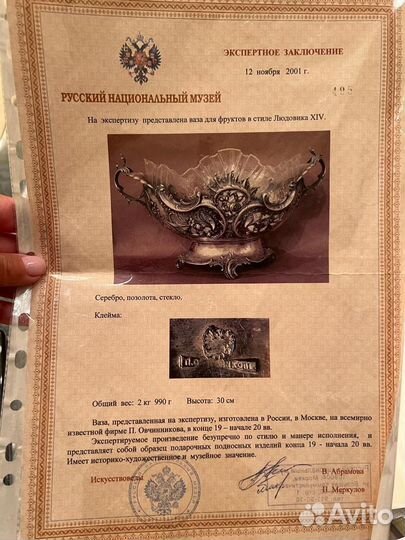 ЭКСПЕРТНОЕ ЗАКЛЮЧЕНИЕ
12 ноября 2001 г.
495
РУССКИЙ НАЦИОНАЛЬНЫЙ МУЗЕЙ
На экспертизу представлена ваза для фруктов в стиле Людовика XIV.
Серебро, позолота, стекло.
Клейма:
Общий вес: 2 кг 990 г Высота: 30 см
Ваза, представленная на экспертизу, изготовлена в России, в Москве, на всемирно
известной фирме П. Овчинникова, в конце 19 – начале 20 вв.
Экспертируемое произведение безупречно по стилю и манере исполнения, и
представляет собой образец подарочных подносных изделий конца 19 - начала 20 вв.
Имеет историко-художественное и музейное значение.
Искусствоведы
В. Абрамова
В. Меркулов
Avito